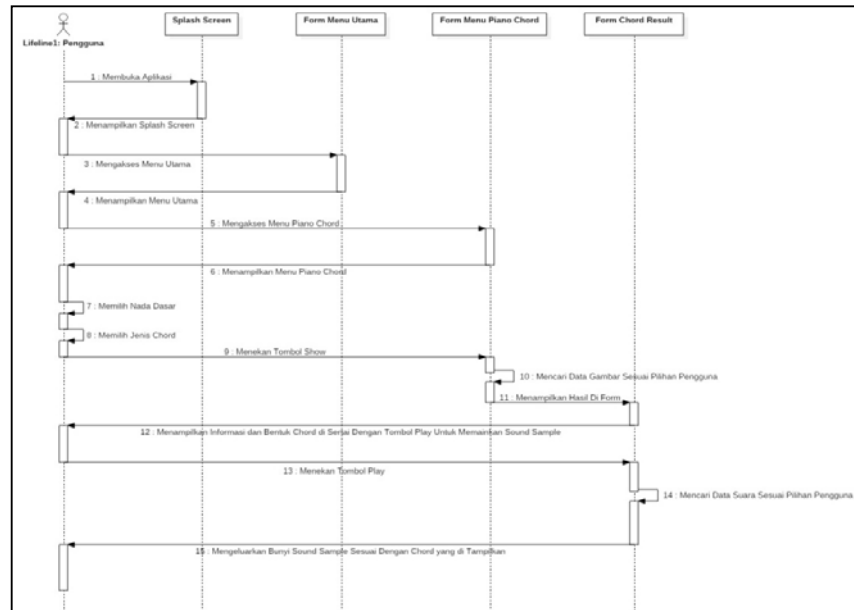 Splash Screen
Form Menu Utama
Form Menu Piano Chord
Form Chord Result
Lifeline1: Pengguna
1 : Membuka Aplikasi
2 : Menampilkan Splash Screen
3 : Mengakses Menu Utama
4 : Menampilkan Menu Utama
5 : Mengakses Menu Piano Chord
6 : Menampilkan Menu Piano Chord
7 : Memilih Nada Dasar
8 : Memilih Jenis Chord
9 : Menekan Tombol Show
10 : Mencari Data Gambar Sesuai Pilihan Pengguna
11 : Menampilkan Hasil Di Form
12 : Menampilkan Informasi dan Bentuk Chord di Sertai Dengan Tombol Play Untuk Memainkan Sound Sample
13 : Menekan Tombol Play
14 : Mencari Data Suara Sesuai Pilihan Pengguna
15 : Mengeluarkan Bunyi Sound Sample Sesuai Dengan Chord yang di Tampilkan